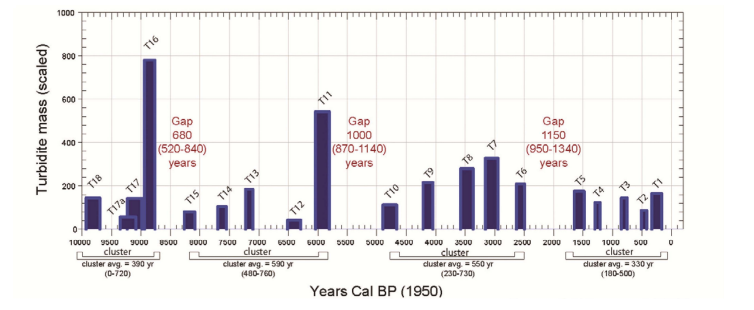 1000
800
600
400
200
0
Turbidite mass (scaled)
T18
T17a
T17
T16
Gap
680
(520-840)
years
T15
T14
T13
T12
T11
Gap
1000
(870-1140)
years
T10
T9
T8
T7
T6
Gap
1150
(950-1340)
years
T5
T4
T3
T2
T1
10000 9500 9000 8500 8000 7500 7000 6500 6000 5500 5000 4500 4000 3500 3000 2500 2000 1500 1000 500 0
cluster cluster cluster cluster
cluster avg. = 390 yr cluster avg. = 590 yr cluster avg. = 550 yr cluster avg. = 330 yr
(0-720) (480-760) (230-730) (180-500)
Years Cal BP (1950)